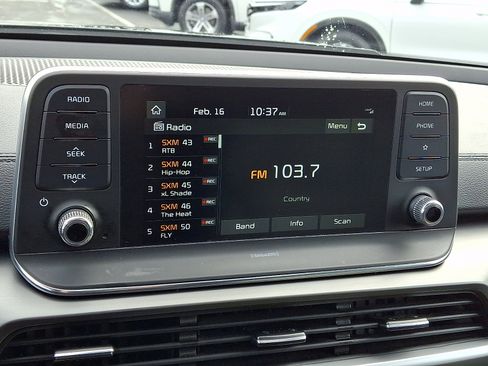 RADIO
MEDIA
SEEK
TRACK
Feb. 16 10:37AM
Radio Menu
1 SXM 43 REC
RTB
2 SXM 44 REC
Hip-Hop
3 SXM 45 REC
xL Shade
4 SXM 46 REC
The Heat
5 SXM 50 REC
FLY
FM 103.7
Country
Band Info Scan
HOME
PHONE
SETUP